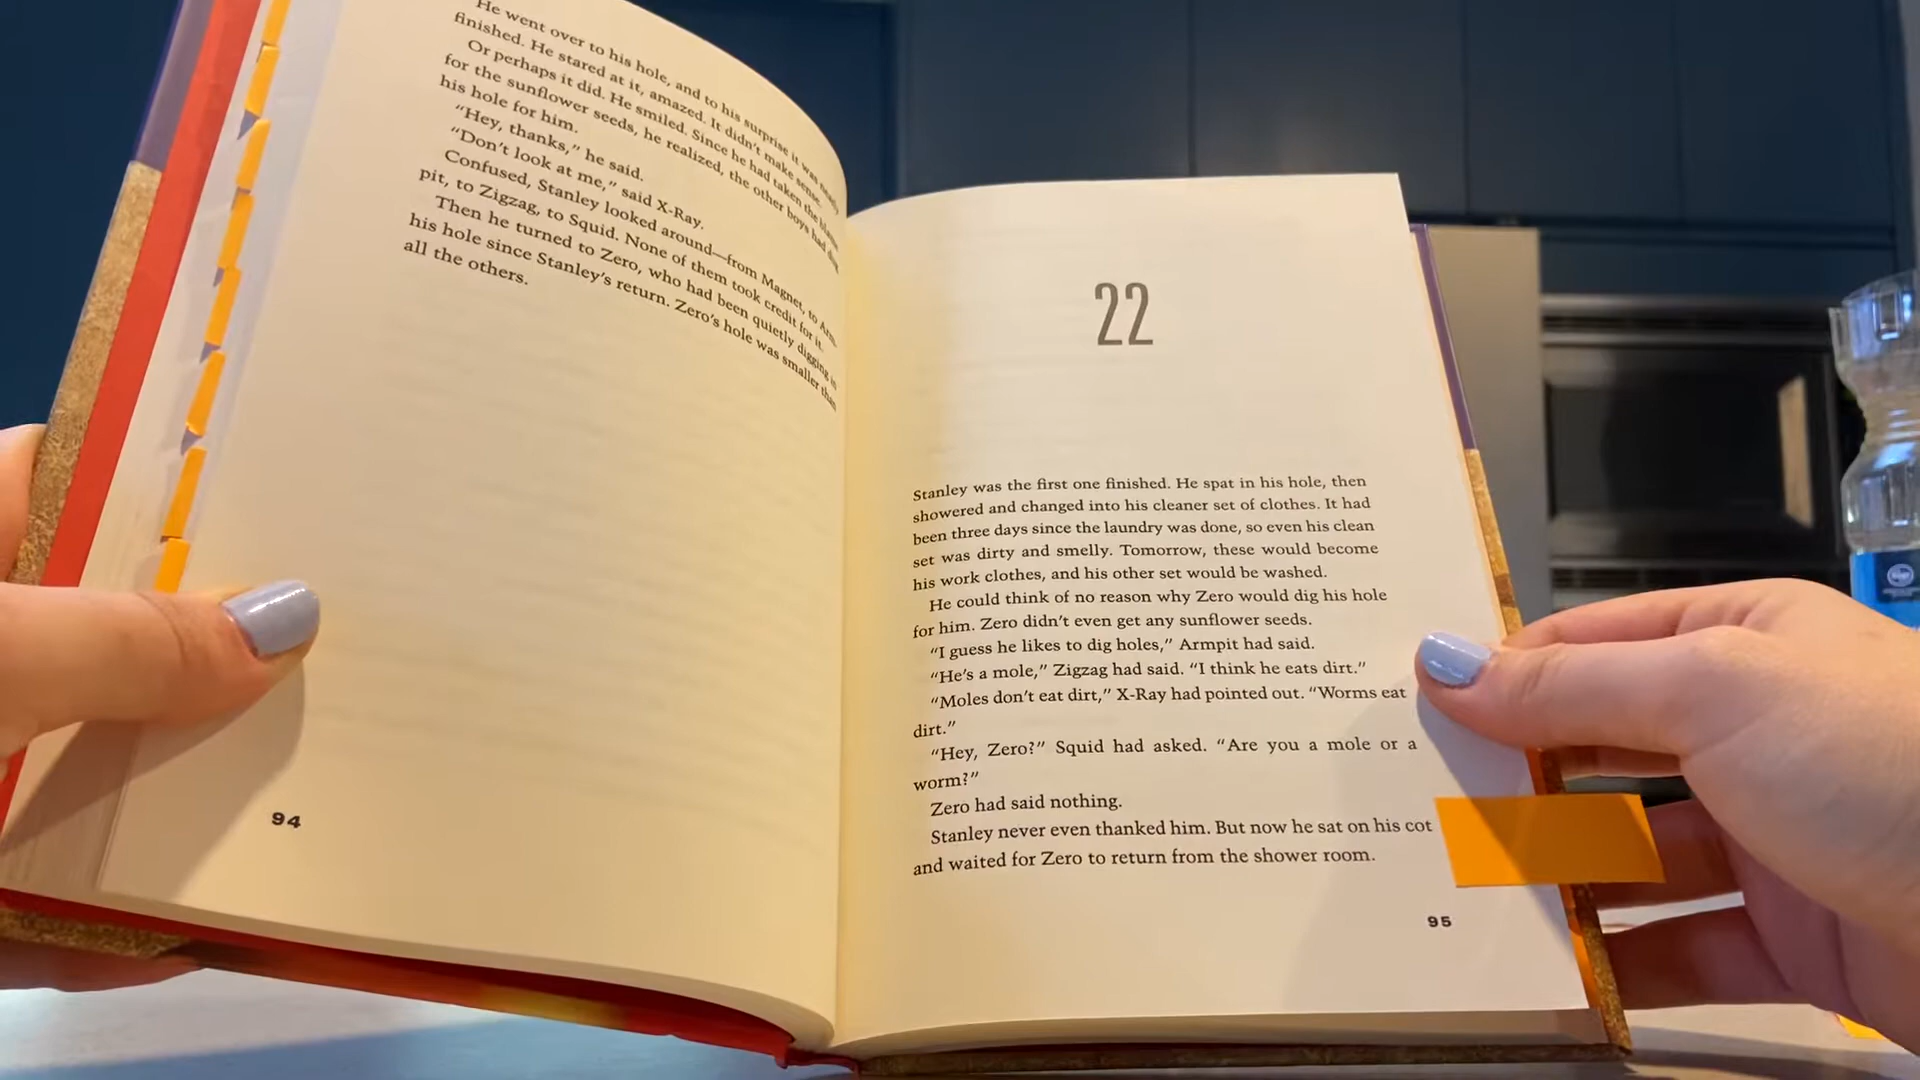 He went over to his hole, and to his surprise it was nearly
finished. He stared at it, amazed. It didn't make sense.
Or perhaps it did. He smiled. Since he had taken the blame
for the sunflower seeds, he realized, the other boys had dug
his hole for him.
"Hey, thanks," he said.
"Don't look at me," said X-Ray.
Confused, Stanley looked around—from Magnet, to Arm-
pit, to Zigzag, to Squid. None of them took credit for it.
Then he turned to Zero, who had been quietly digging in
his hole since Stanley's return. Zero's hole was smaller than
all the others.
94
22
Stanley was the first one finished. He spat in his hole, then
showered and changed into his cleaner set of clothes. It had
been three days since the laundry was done, so even his clean
set was dirty and smelly. Tomorrow, these would become
his work clothes, and his other set would be washed.
He could think of no reason why Zero would dig his hole
for him. Zero didn't even get any sunflower seeds.
"I guess he likes to dig holes," Armpit had said.
"He's a mole," Zigzag had said. "I think he eats dirt."
"Moles don't eat dirt," X-Ray had pointed out. "Worms eat
dirt."
"Hey, Zero?" Squid had asked. "Are you a mole or a
worm?"
Zero had said nothing.
Stanley never even thanked him. But now he sat on his cot
and waited for Zero to return from the shower room.
95